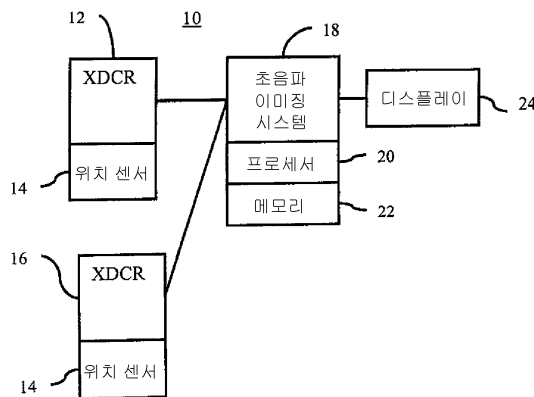 12
10
18
XDCR
초음파
이미징
시스템
디스플레이
24
14
위치 센서
프로세서
20
메모리
22
16
XDCR
14
위치 센서